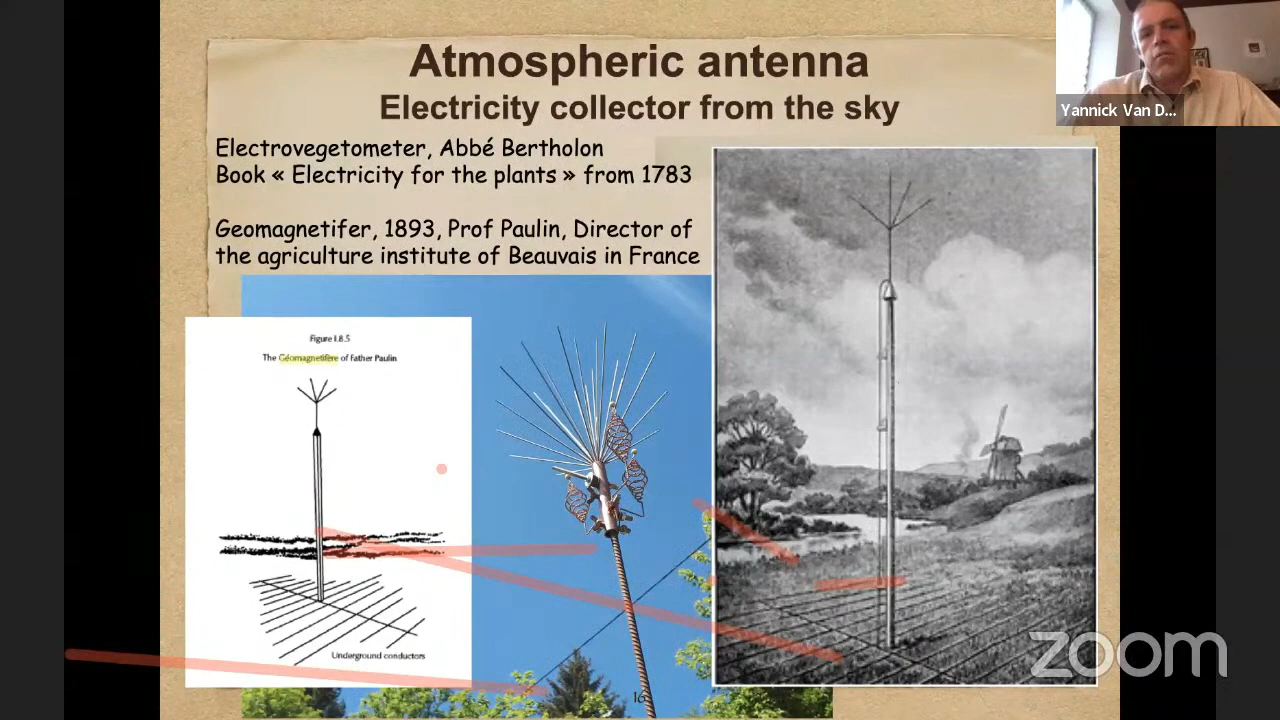 Atmospheric antenna
Electricity collector from the sky
Yannick Van D...
Electrovegetometer, Abbé Bertholon
Book « Electricity for the plants » from 1783
Geomagnetifer, 1893, Prof Paulin, Director of
the agriculture institute of Beauvais in France
Figure I.8.5
The Géomagnetifère of Father Paulin
Underground conductors
16
zoom